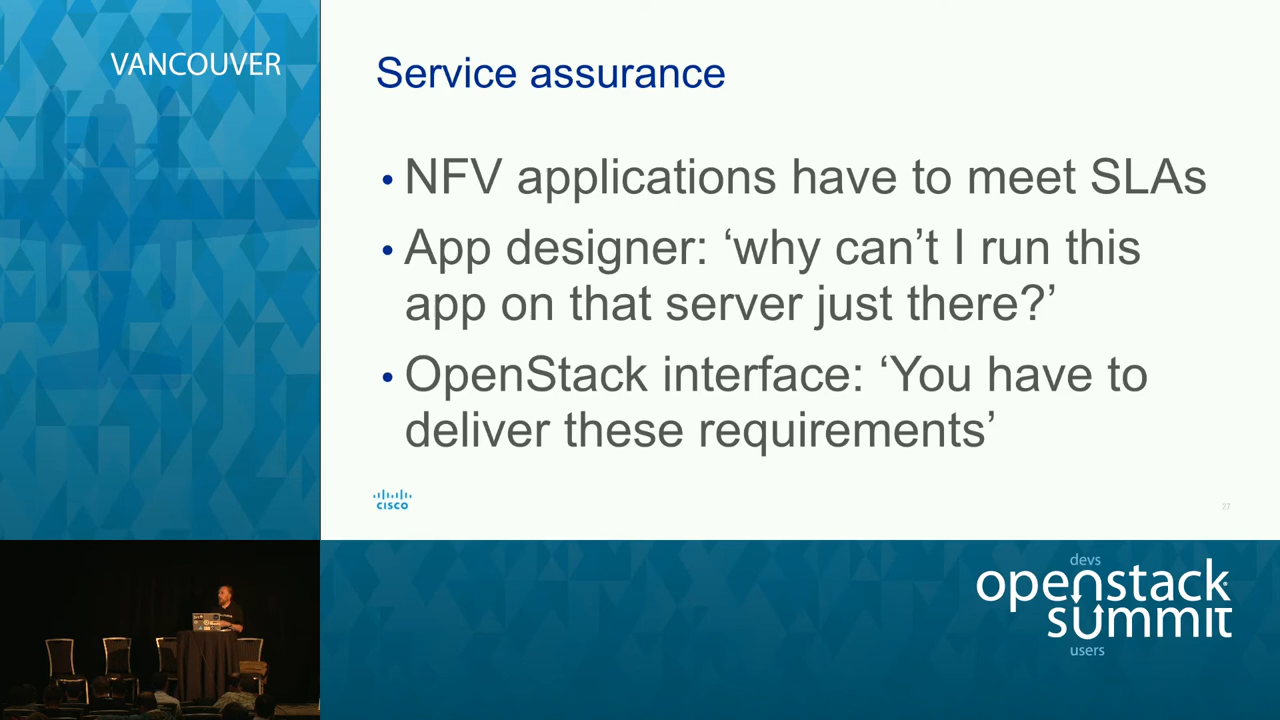 VANCOUVER
Service assurance
• NFV applications have to meet SLAs
• App designer: ‘why can’t I run this
app on that server just there?’
• OpenStack interface: ‘You have to
deliver these requirements’
CISCO
27
devs
openstack
summit
users